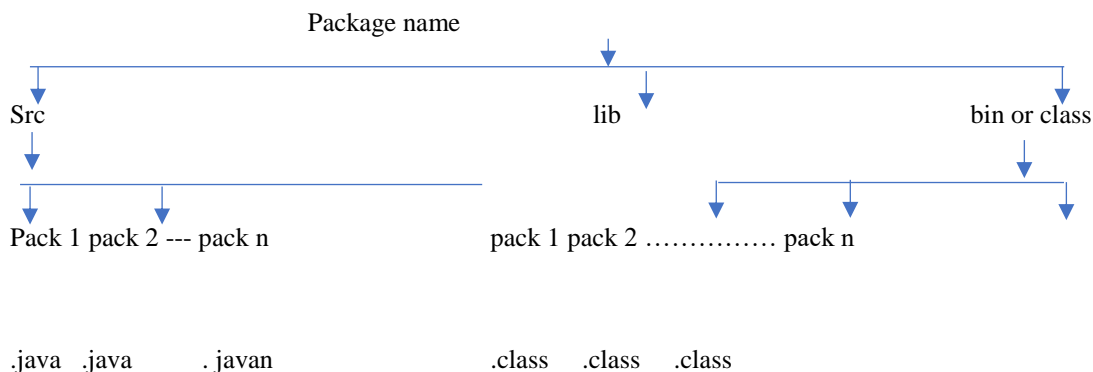 Package name
Src lib bin or class
Pack 1 pack 2 --- pack n pack 1 pack 2 …………… pack n
.java .java . javan .class .class .class